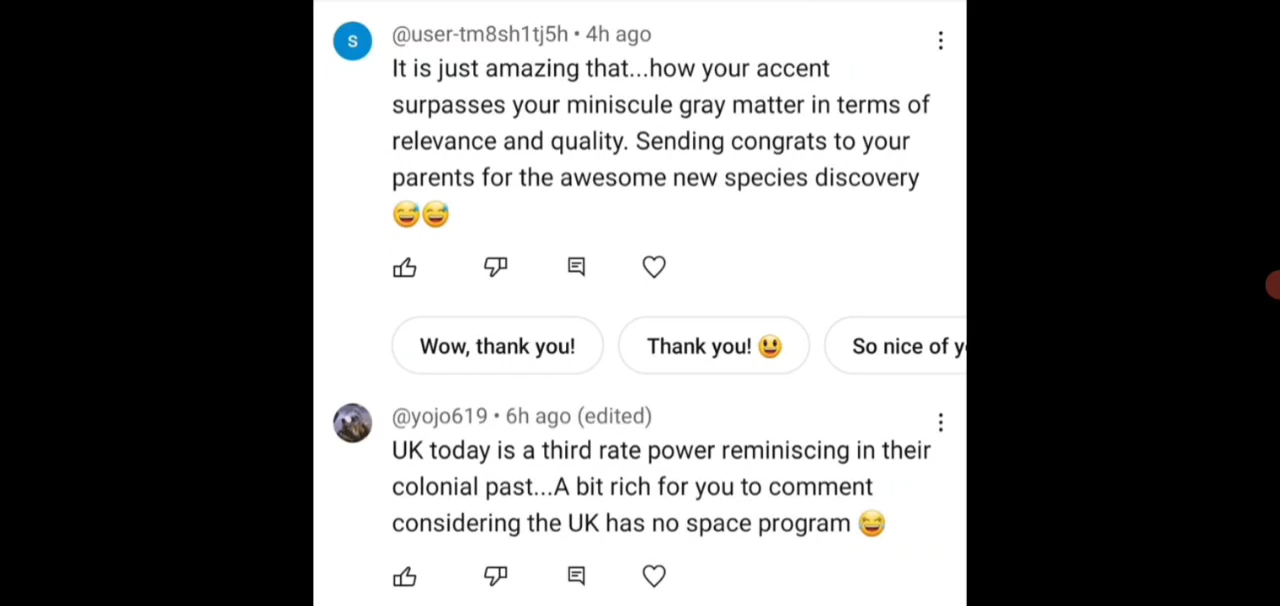 S
@user-tm8sh1tj5h • 4h ago
It is just amazing that...how your accent
surpasses your miniscule gray matter in terms of
relevance and quality. Sending congrats to your
parents for the awesome new species discovery
😅😅
Wow, thank you! Thank you! 😃 So nice of y
@yojo619 • 6h ago (edited)
UK today is a third rate power reminiscing in their
colonial past...A bit rich for you to comment
considering the UK has no space program 😂